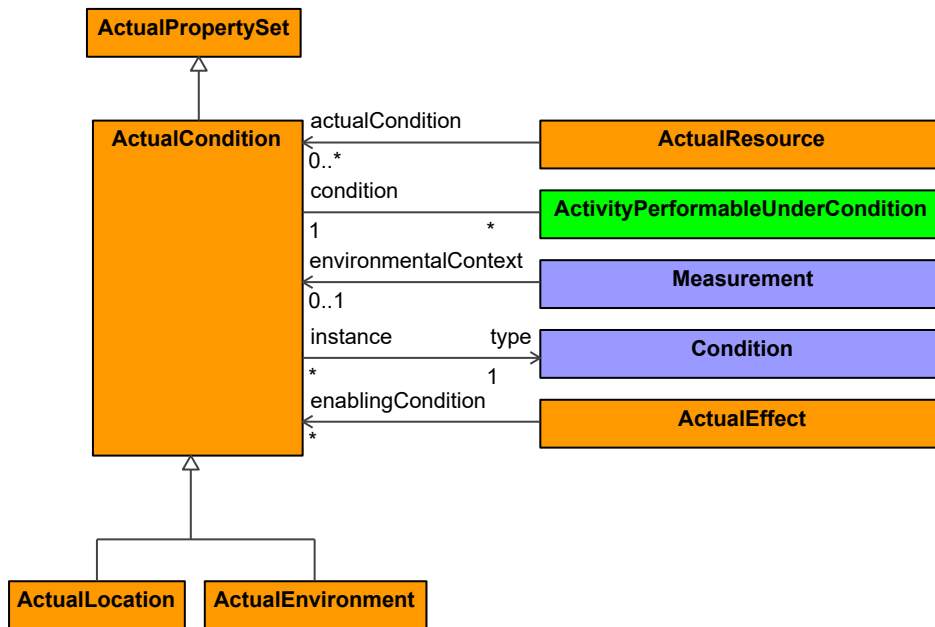 ActualPropertySet
ActualCondition
actualCondition
0..*
ActualResource
condition
1
*
ActivityPerformableUnderCondition
environmentalContext
0..1
Measurement
instance
type
*
1
Condition
enablingCondition
*
ActualEffect
ActualLocation
ActualEnvironment